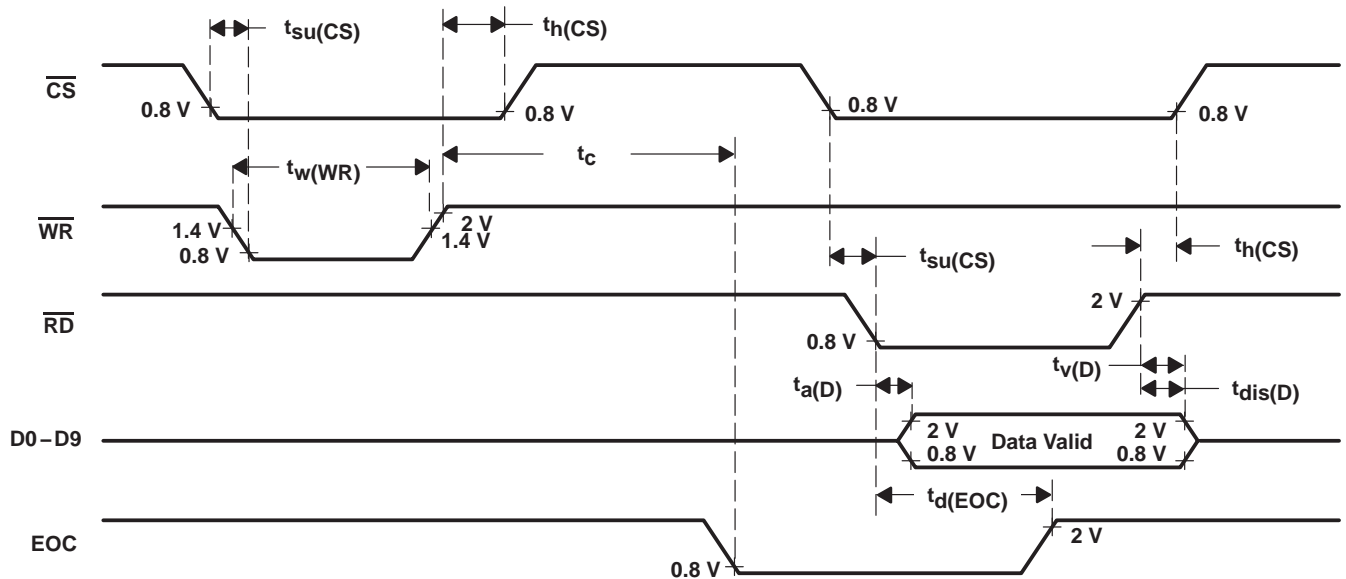 tsu(CS)
th(CS)
CS
0.8 V
0.8 V
0.8 V
0.8 V
tw(WR)
tc
WR
1.4 V
0.8 V
2 V
1.4 V
tsu(CS)
th(CS)
RD
0.8 V
2 V
ta(D)
tv(D)
tdis(D)
D0–D9
2 V
Data Valid
2 V
0.8 V
0.8 V
td(EOC)
EOC
0.8 V
2 V